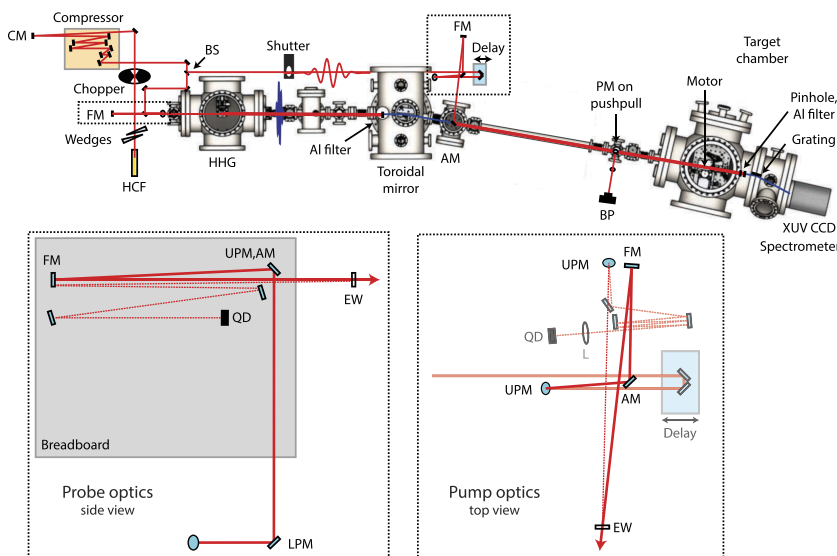 Compressor
CM
BS
Chopper
FM
Wedges
HCF
HHG
Shutter
Al filter
Toroidal
mirror
FM
Delay
AM
PM on
pushpull
BP
Target
chamber
Motor
Pinhole,
Al filter
Grating
XUV CCD
Spectrometer
FM
UPM,AM
EW
QD
Breadboard
Probe optics
side view
LPM
UPM
FM
QD
L
UPM
AM
Delay
EW
Pump optics
top view